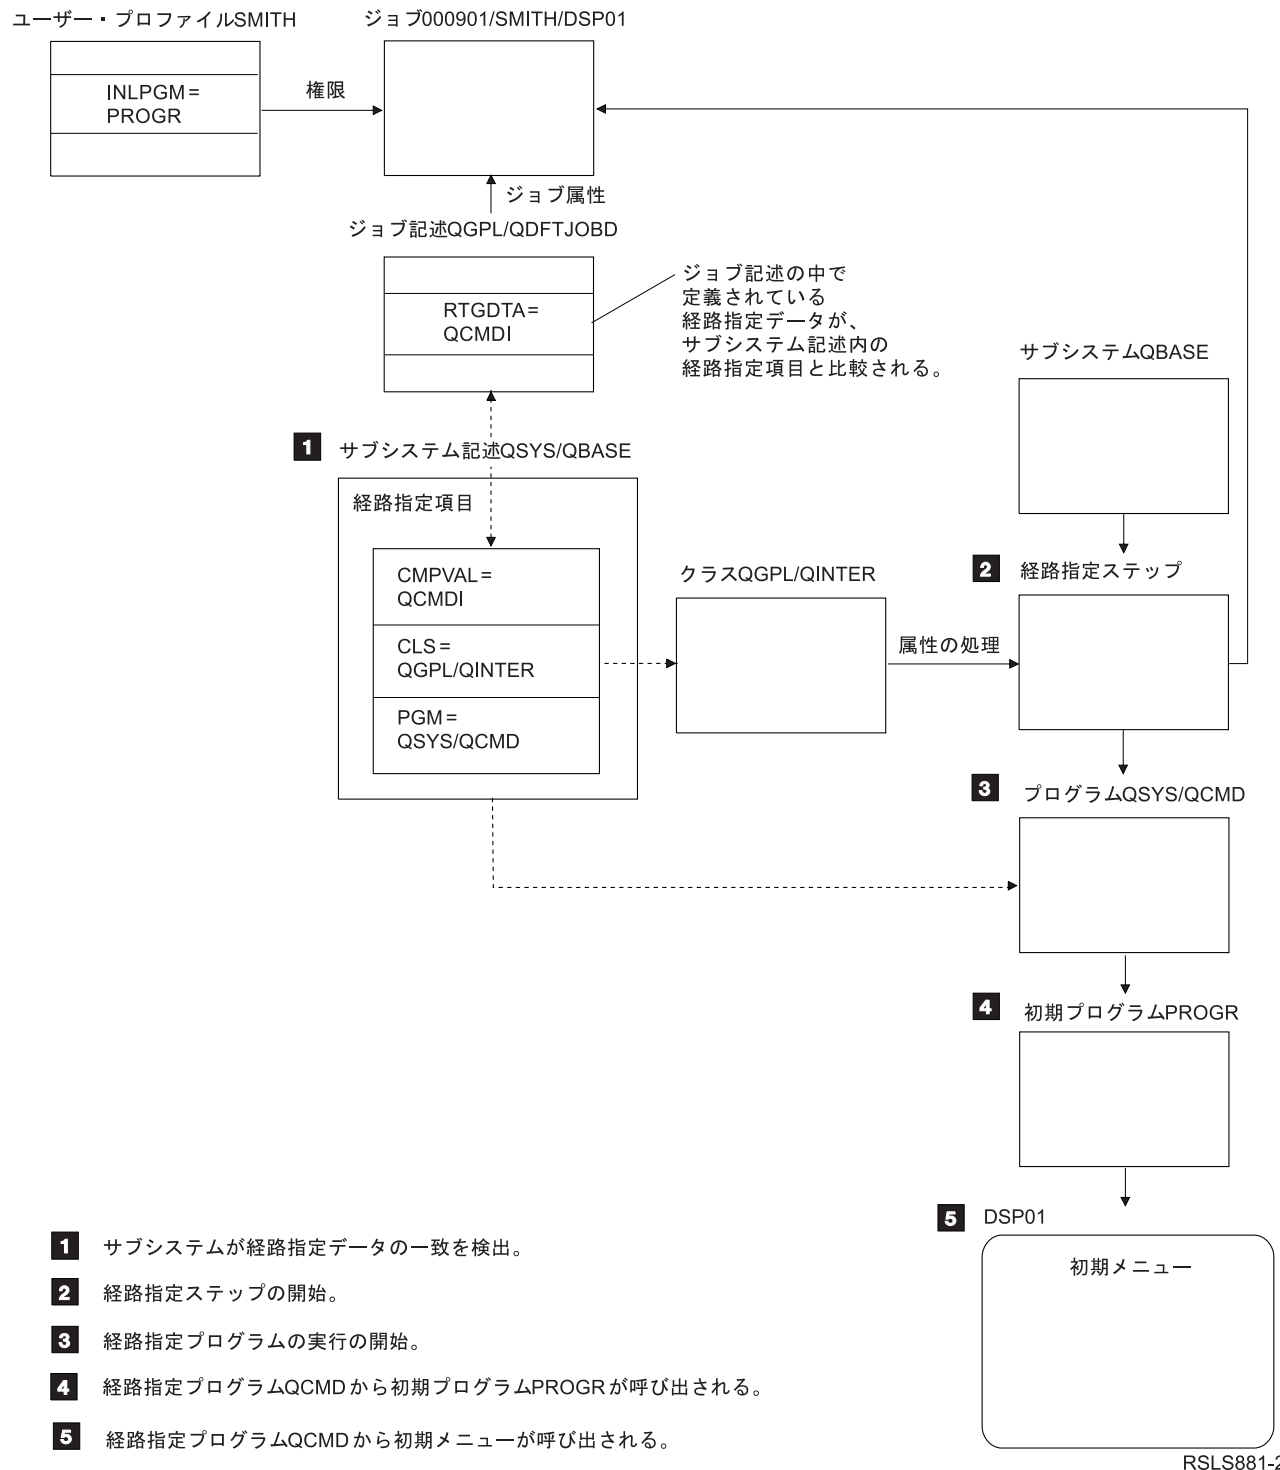 ユーザー・プロファイルSMITH
ジョブ000901/SMITH/DSP01
INLPGM=
PROGR
権限
ジョブ属性
ジョブ記述QGPL/QDFTJOBD
RTGDTA=
QCMDI
ジョブ記述の中で
定義されている
経路指定データが、
サブシステム記述内の
経路指定項目と比較される。
サブシステムQBASE
1 サブシステム記述QSYS/QBASE
経路指定項目
CMPVAL=
QCMDI
CLS=
QGPL/QINTER
PGM=
QSYS/QCMD
クラスQGPL/QINTER
属性の処理
2 経路指定ステップ
3 プログラムQSYS/QCMD
4 初期プログラムPROGR
5 DSP01
初期メニュー
1 サブシステムが経路指定データの一致を検出。
2 経路指定ステップの開始。
3 経路指定プログラムの実行の開始。
4 経路指定プログラムQCMDから初期プログラムPROGRが呼び出される。
5 経路指定プログラムQCMDから初期メニューが呼び出される。
RSLS881-2